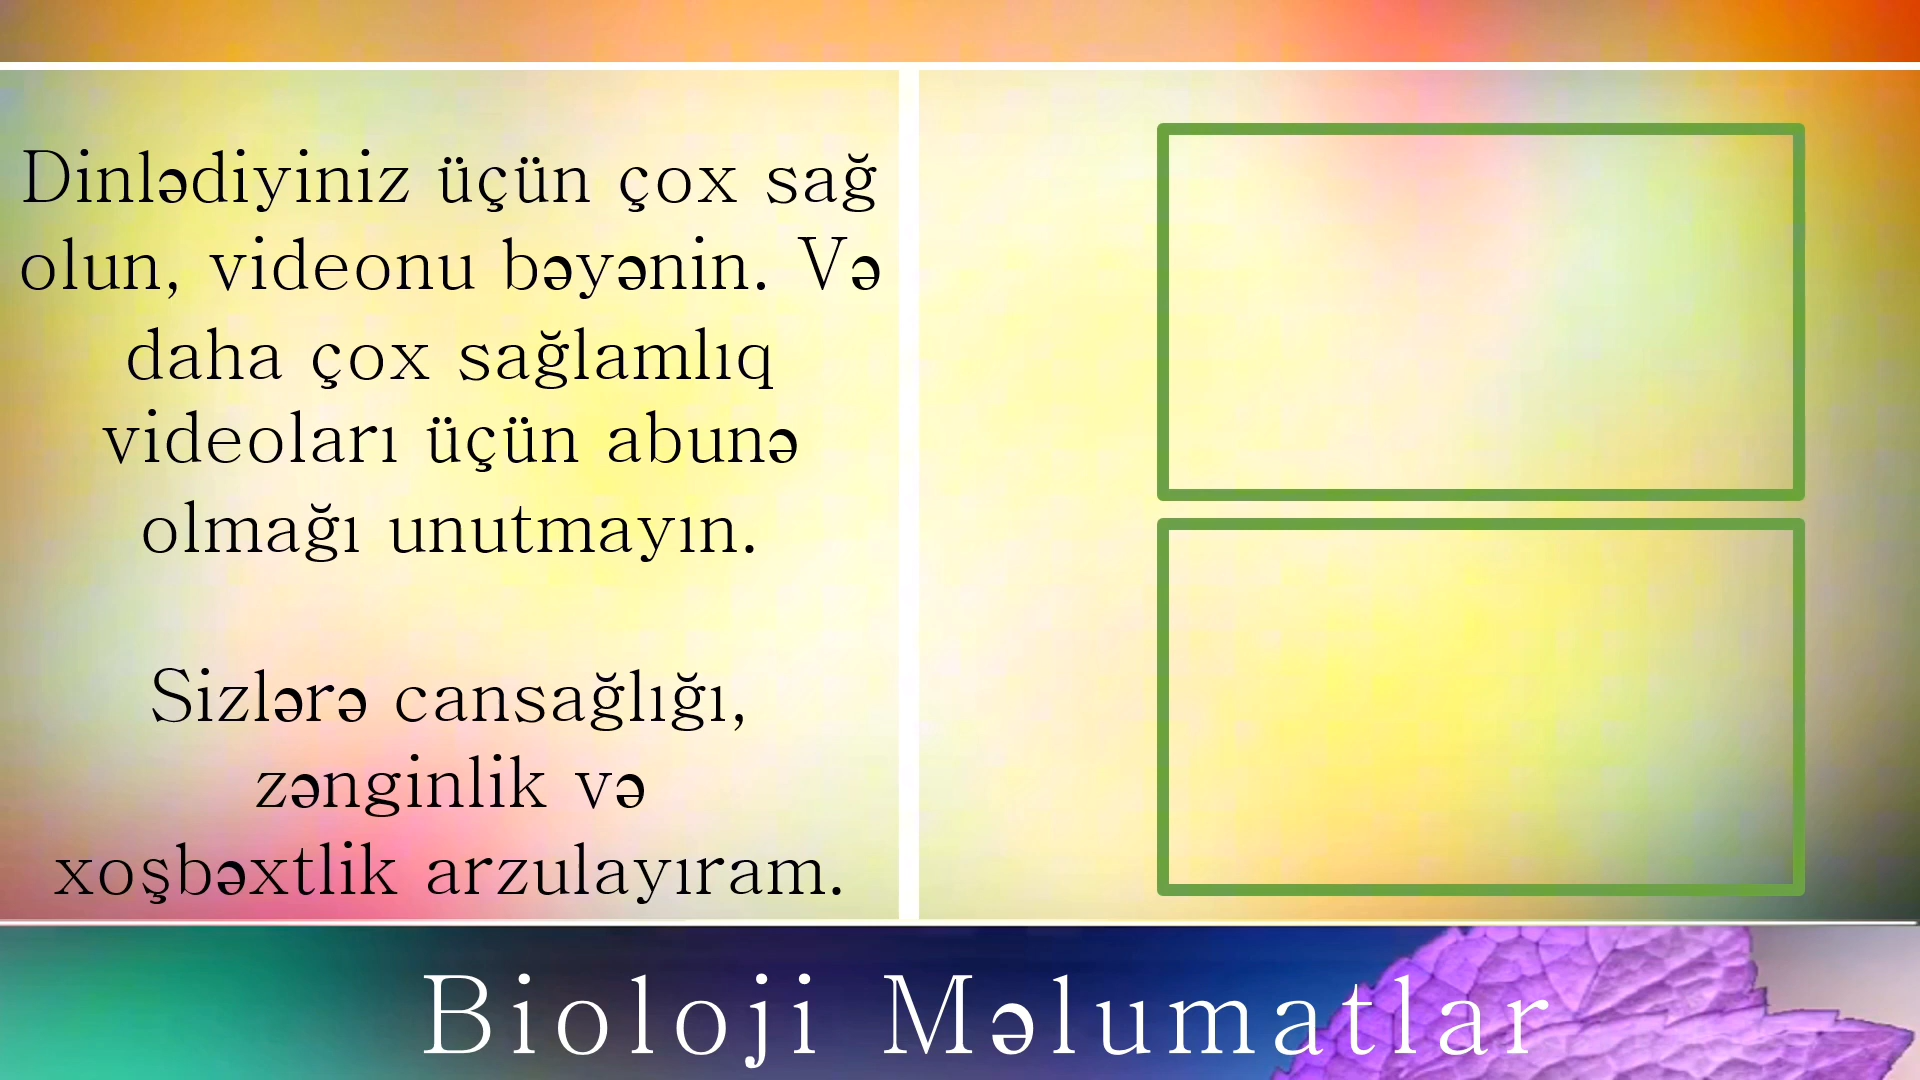 Dinlədiyiniz üçün çox sağ
olun, videonu bəyənin. Və
daha çox sağlamlıq
videoları üçün abunə
olmağı unutmayın.
Sizlərə cansağlığı,
zənginlik və
xoşbəxtlik arzulayıram.
Bioloji Məlumatlar